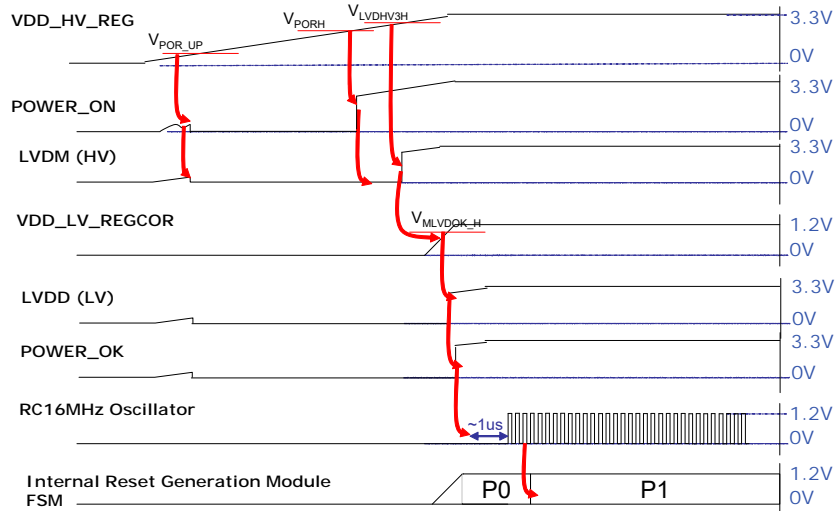 VDD_HV_REG
V_POR_UP
V_PORH
V_LVDHV3H
3.3V
0V
POWER_ON
3.3V
0V
LVDM (HV)
3.3V
0V
VDD_LV_REGCOR
V_MLVDOK_H
1.2V
0V
LVDD (LV)
3.3V
0V
POWER_OK
3.3V
0V
RC16MHz Oscillator
~1us
1.2V
0V
Internal Reset Generation Module
FSM
P0
P1
1.2V
0V